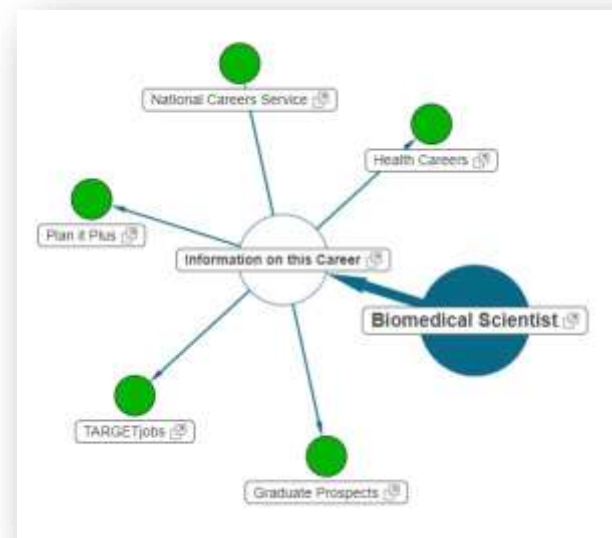 National Careers Service
Health Careers
Plan it Plus
Information on this Career
Biomedical Scientist
TARGETjobs
Graduate Prospects